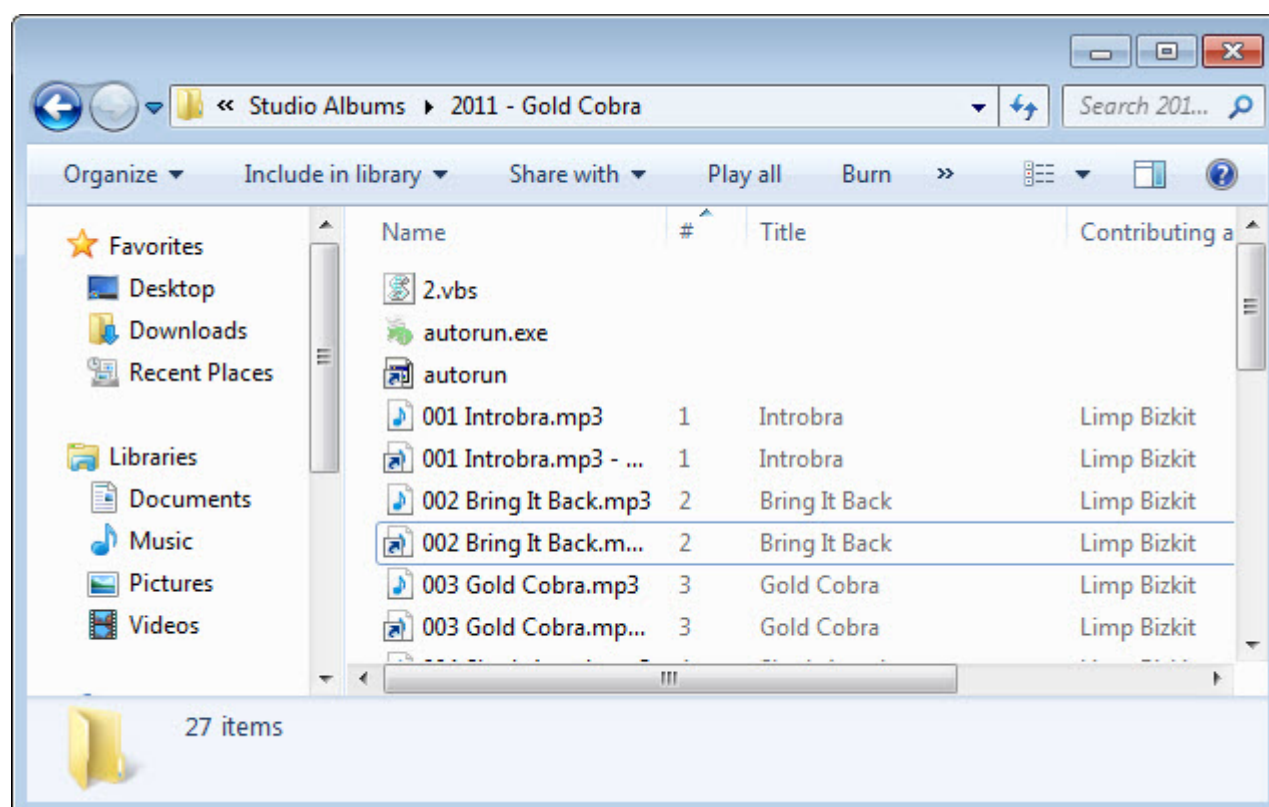 « Studio Albums ▸ 2011 - Gold Cobra Search 201...
Organize Include in library Share with Play all Burn »
Name # Title Contributing a
Favorites
Desktop
Downloads
Recent Places
Libraries
Documents
Music
Pictures
Videos
2.vbs
autorun.exe
autorun
001 Introbra.mp3 1 Introbra Limp Bizkit
001 Introbra.mp3 - ... 1 Introbra Limp Bizkit
002 Bring It Back.mp3 2 Bring It Back Limp Bizkit
002 Bring It Back.m... 2 Bring It Back Limp Bizkit
003 Gold Cobra.mp3 3 Gold Cobra Limp Bizkit
003 Gold Cobra.mp... 3 Gold Cobra Limp Bizkit
27 items